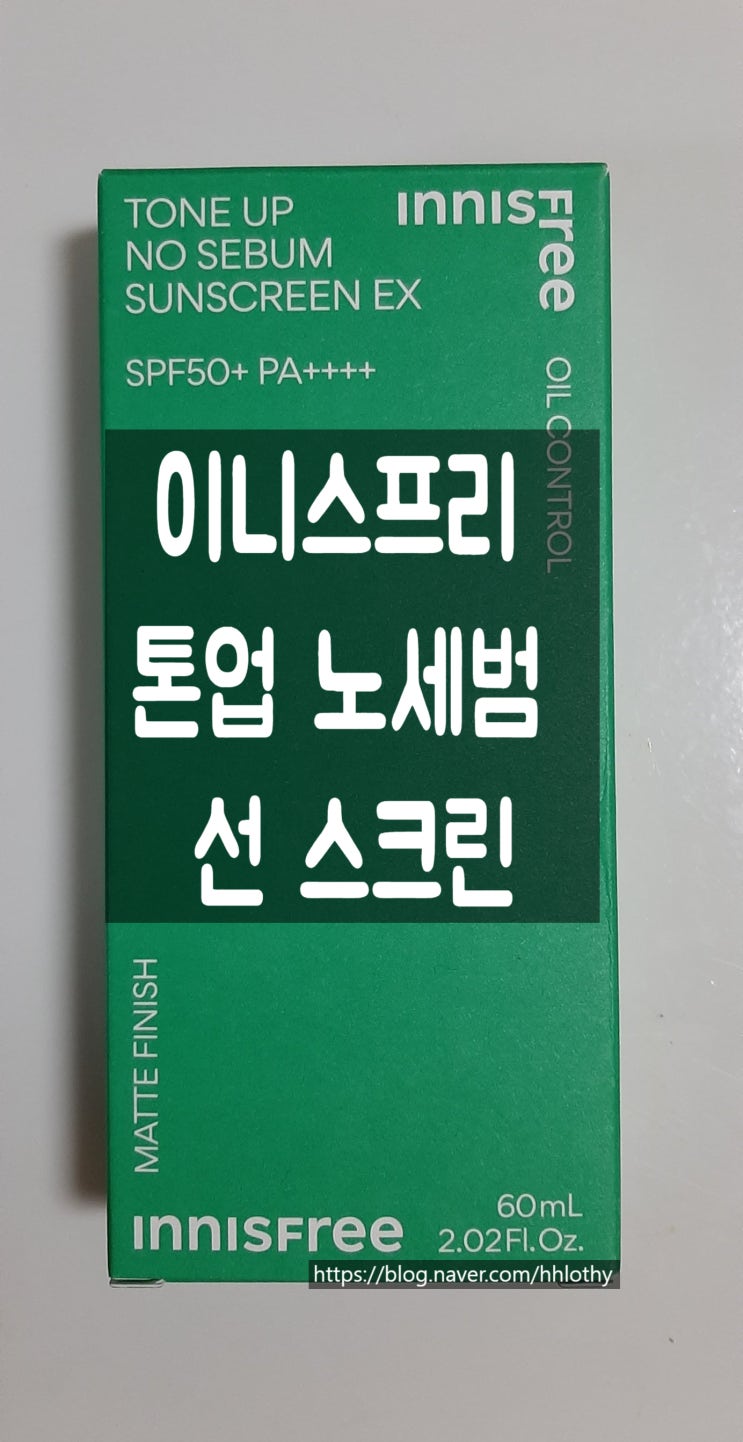 TONE UP
NO SEBUM
SUNSCREEN EX
INNISFree
SPF50+ PA++++
OIL CONTROL
이니스프리
톤업 노세범
선 스크린
MATTE FINISH
INNISFree
60mL
2.02Fl.Oz.
https://blog.naver.com/hhlothy